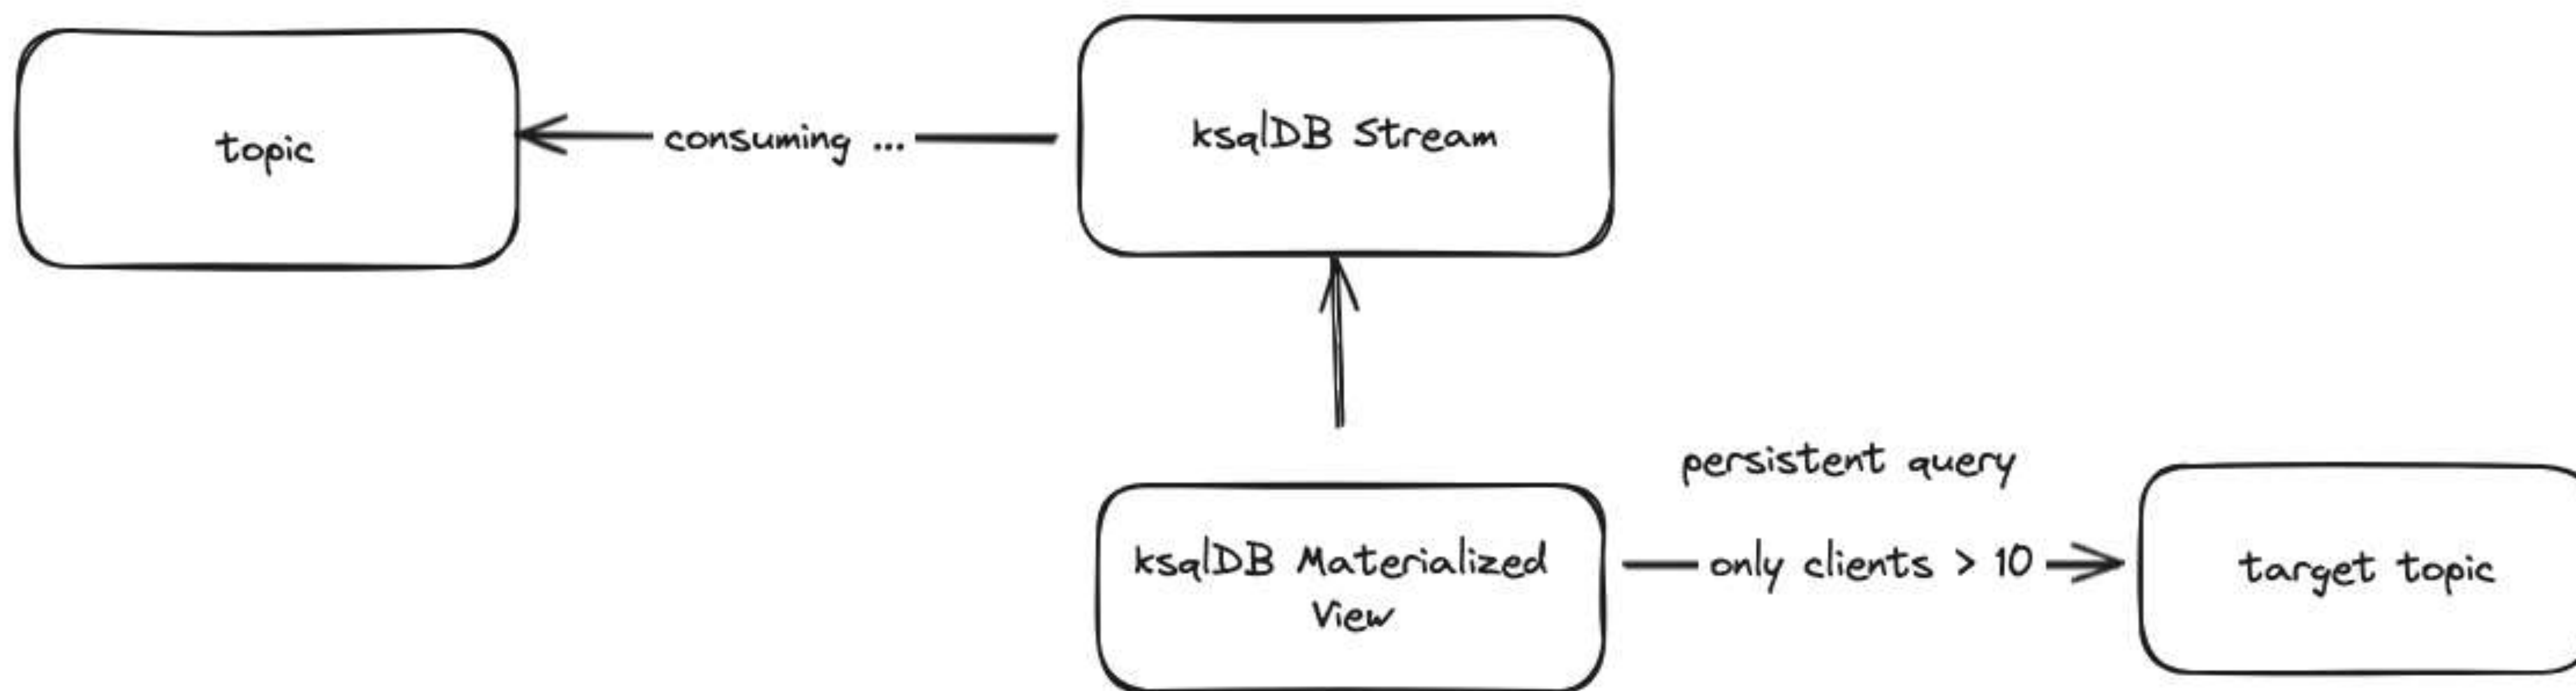 topic
consuming ...
ksqlDB Stream
persistent query
ksqlDB Materialized
View
only clients > 10
target topic